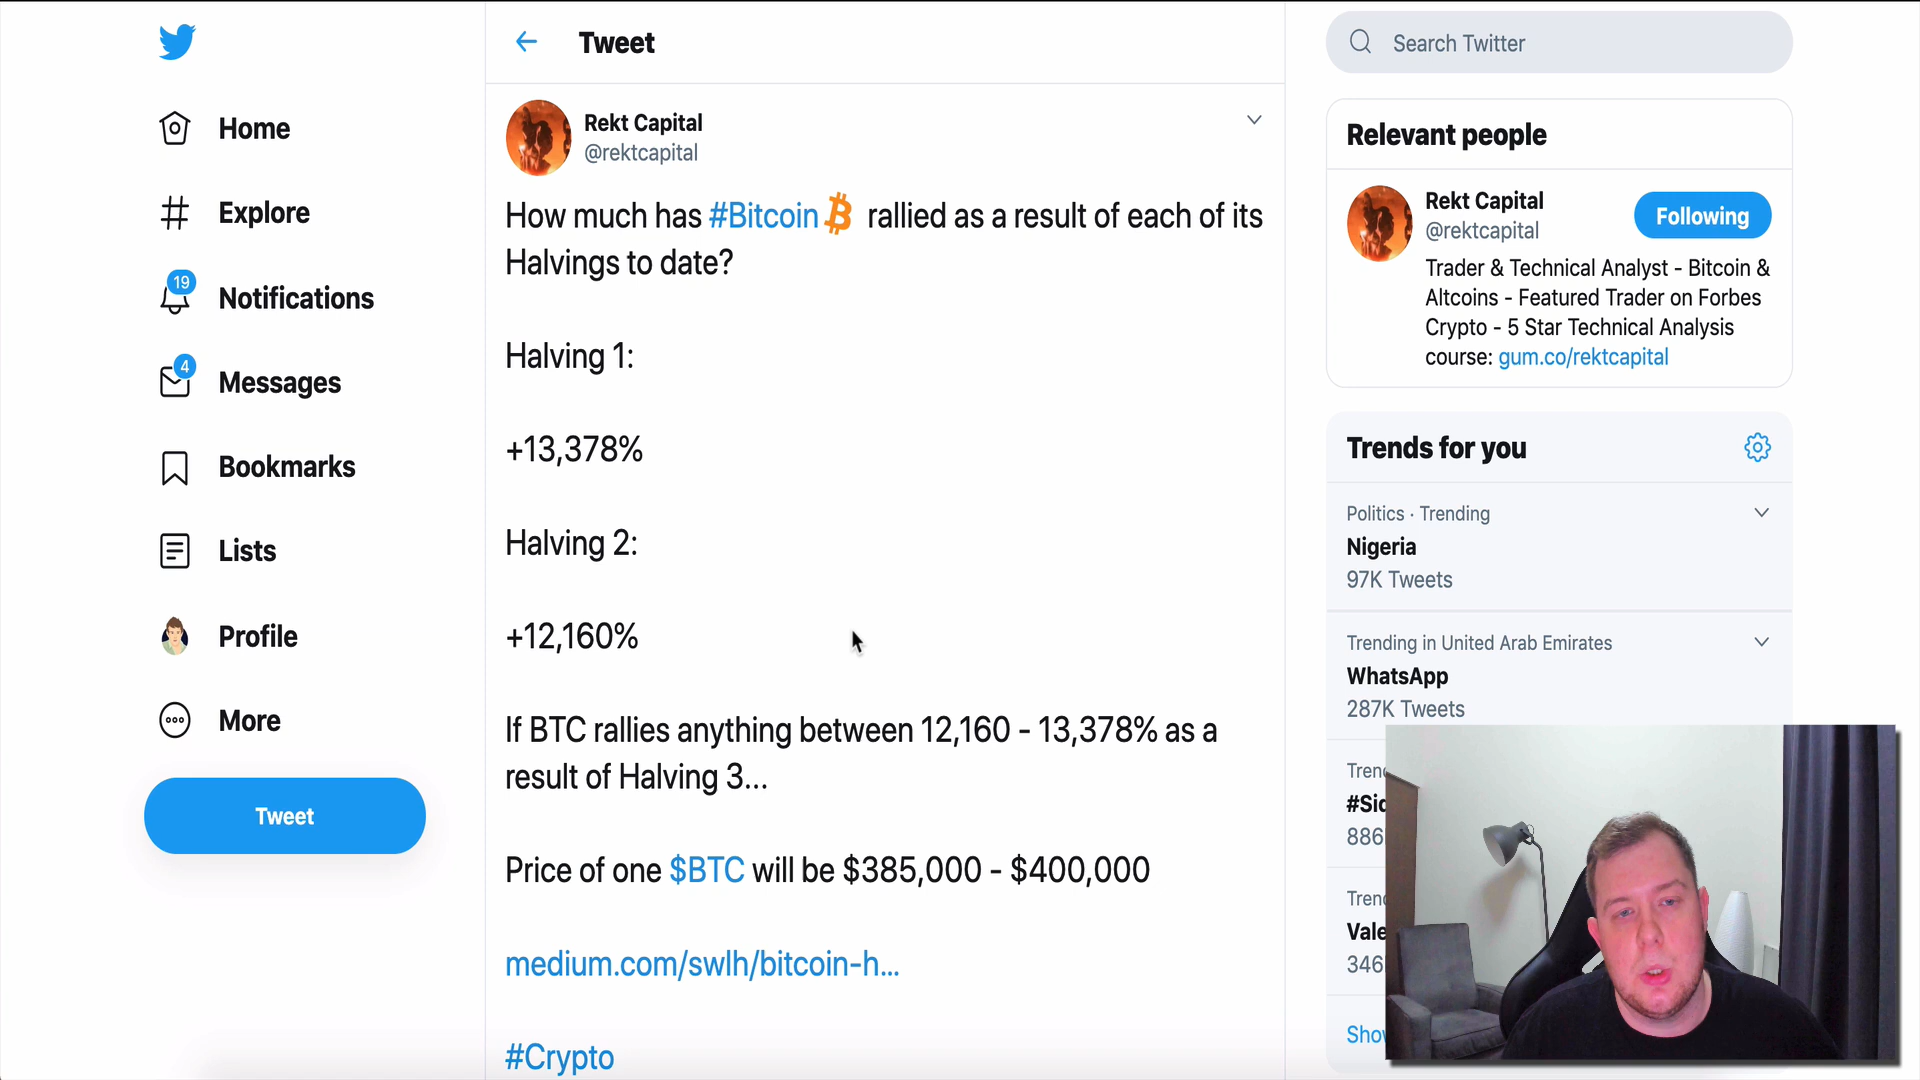 Home
Explore
19
Notifications
4
Messages
Bookmarks
Lists
Profile
More
Tweet
Tweet
Rekt Capital
@rektcapital
How much has #Bitcoin rallied as a result of each of its
Halvings to date?
Halving 1:
+13,378%
Halving 2:
+12,160%
If BTC rallies anything between 12,160 - 13,378% as a
result of Halving 3...
Price of one $BTC will be $385,000 - $400,000
medium.com/swlh/bitcoin-h...
#Crypto
Search Twitter
Relevant people
Rekt Capital
@rektcapital
Following
Trader & Technical Analyst - Bitcoin &
Altcoins - Featured Trader on Forbes
Crypto - 5 Star Technical Analysis
course: gum.co/rektcapital
Trends for you
Politics · Trending
Nigeria
97K Tweets
Trending in United Arab Emirates
WhatsApp
287K Tweets
886
346